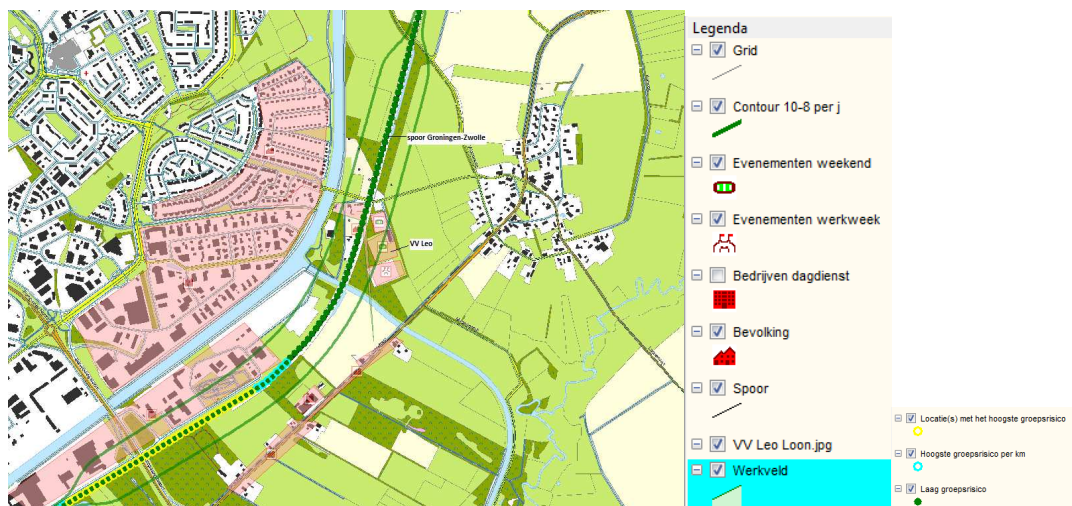 spoor Groningen-Zwolle
VV Leo
Legenda
Grid
Contour 10-8 per j
Evenementen weekend
Evenementen werkweek
Bedrijven dagdienst
Bevolking
Spoor
VV Leo Loon.jpg
Werkveld
Locatie(s) met het hoogste groepsrisico
Hoogste groepsrisico per km
Laag groepsrisico